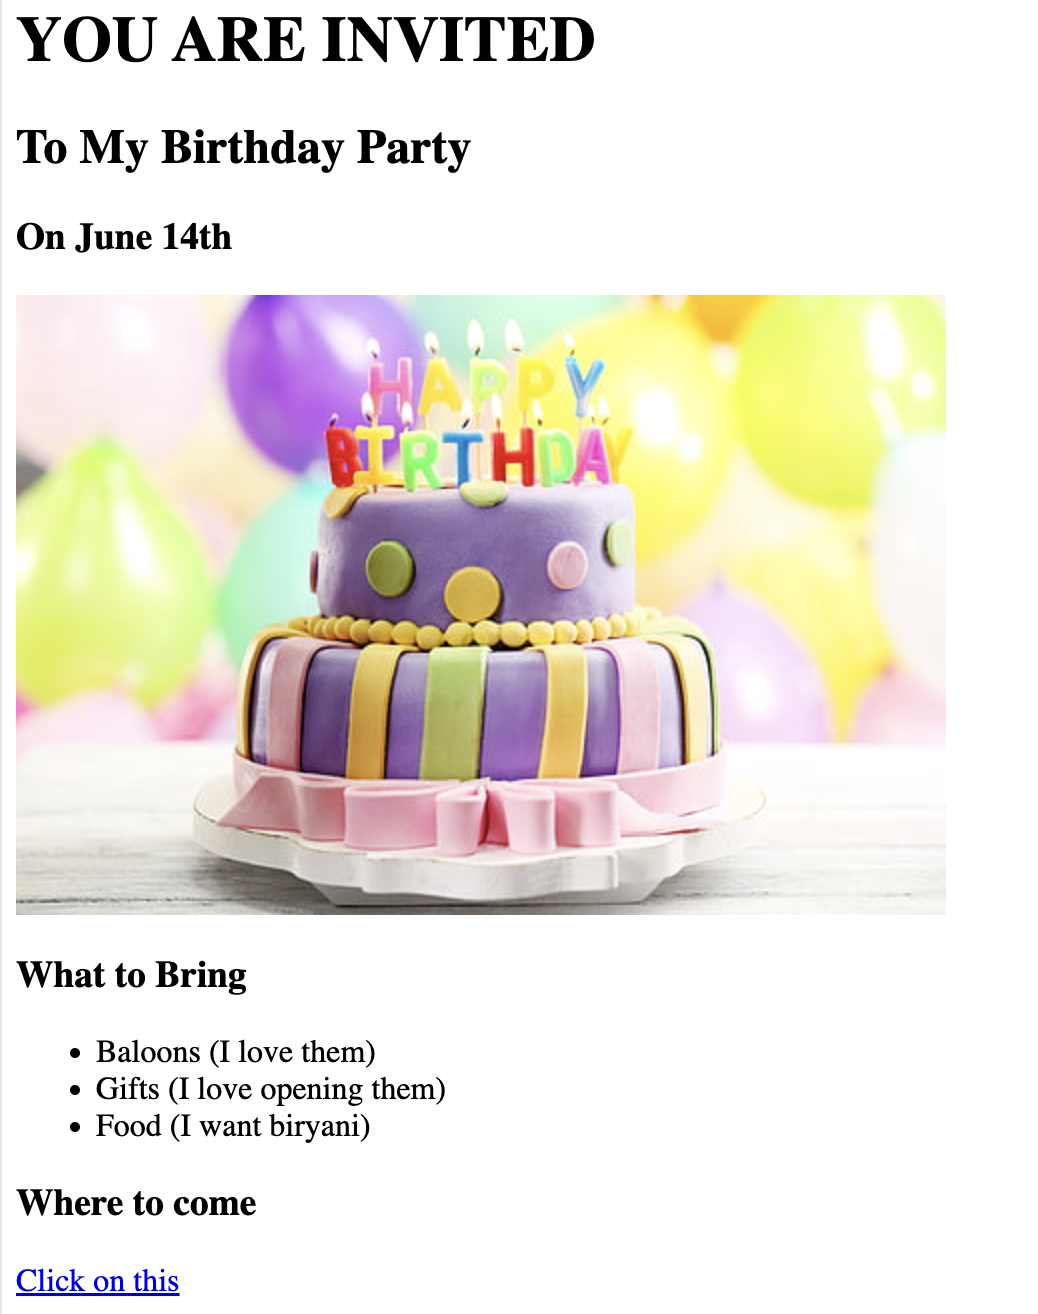 YOU ARE INVITED
To My Birthday Party
On June 14th
HAPPY
BIRTHDAY
What to Bring
• Baloons (I love them)
• Gifts (I love opening them)
• Food (I want biryani)
Where to come
Click on this